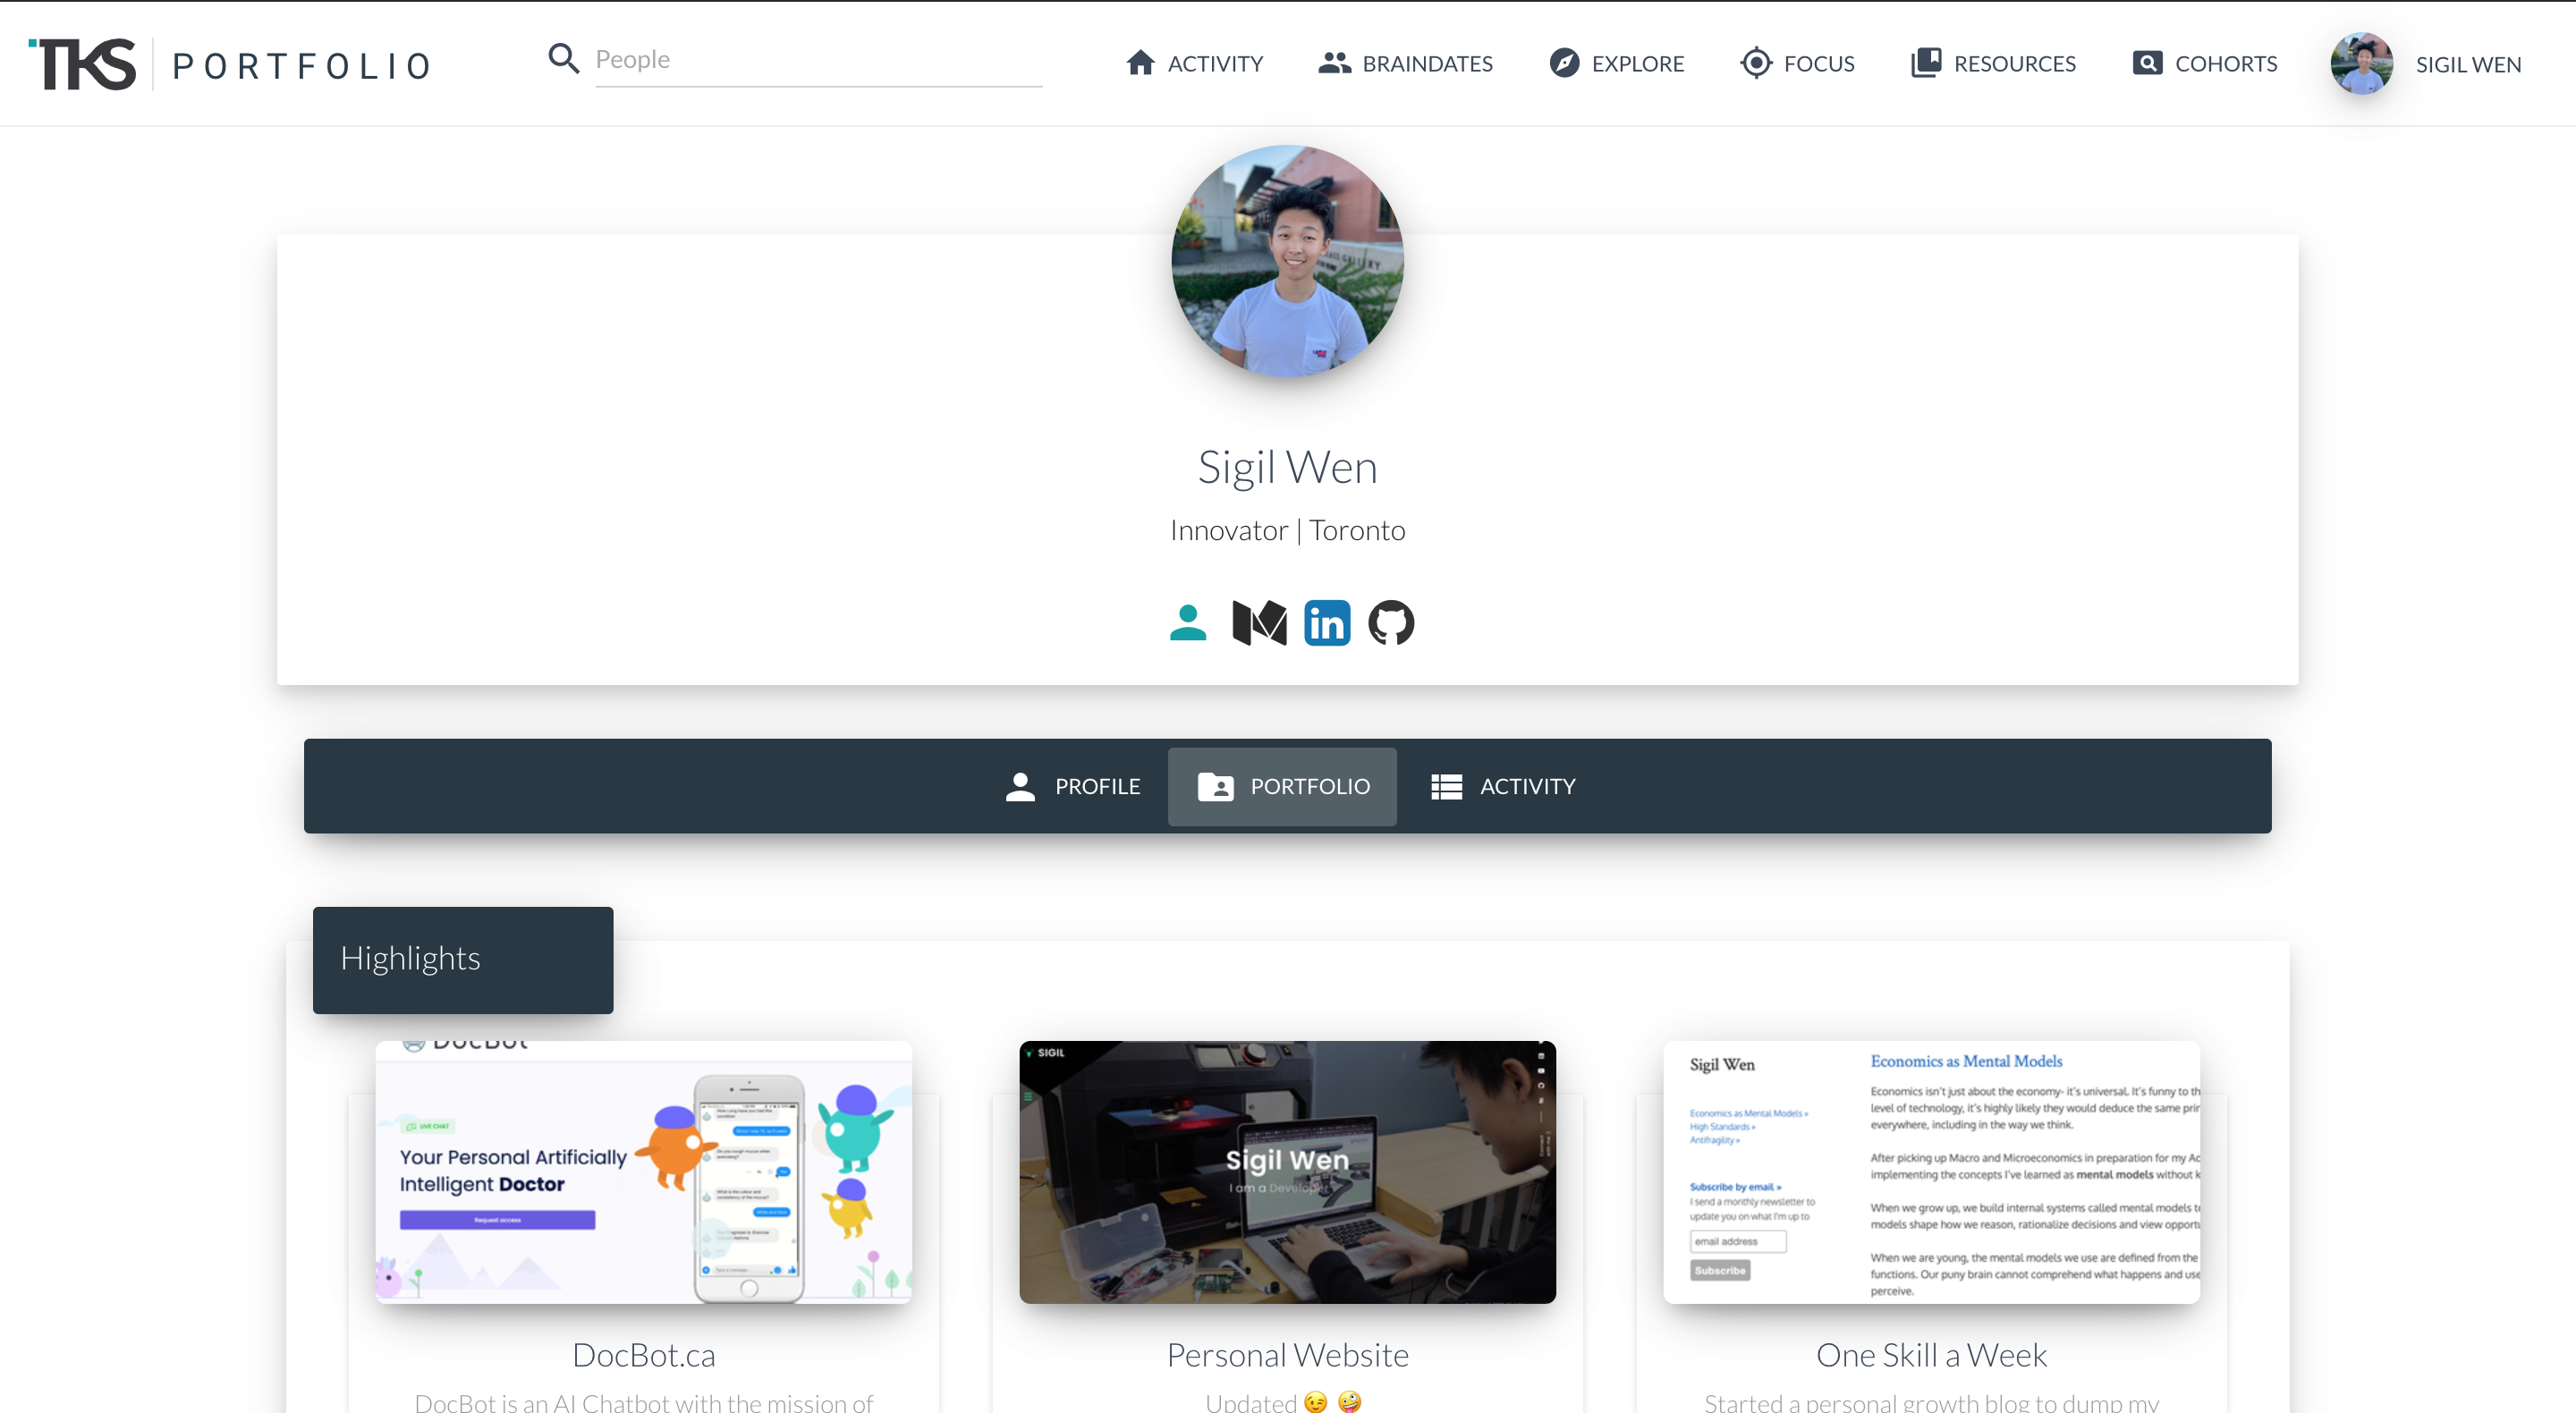 TKS PORTFOLIO
People
ACTIVITY
BRAINDATES
EXPLORE
FOCUS
RESOURCES
COHORTS
SIGIL WEN
Sigil Wen
Innovator | Toronto
in
PROFILE
PORTFOLIO
ACTIVITY
Highlights
DocBot
LIVE CHAT
Your Personal Artificially
Intelligent Doctor
Request access
SIGIL
Sigil Wen
I am a Developer
Sigil Wen
Economics as Mental Models »
High Standards »
Antifragility »
Subscribe by email »
I send a monthly newsletter to
update you on what I'm up to
email address
Subscribe
Economics as Mental Models
Economics isn't just about the economy- it's universal. It's funny to
level of technology, it's highly likely they would deduce the same
everywhere, including in the way we think.
After picking up Macro and Microeconomics in preparation for my
implementing the concepts I've learned as mental models without
When we grow up, we build internal systems called mental models
models shape how we reason, rationalize decisions and view
When we are young, the mental models we use are defined from the
functions. Our puny brain cannot comprehend what happens and
perceive.
DocBot.ca
DocBot is an AI Chatbot with the mission of
Personal Website
Updated 😉 🤪
One Skill a Week
Started a personal growth blog to dump my